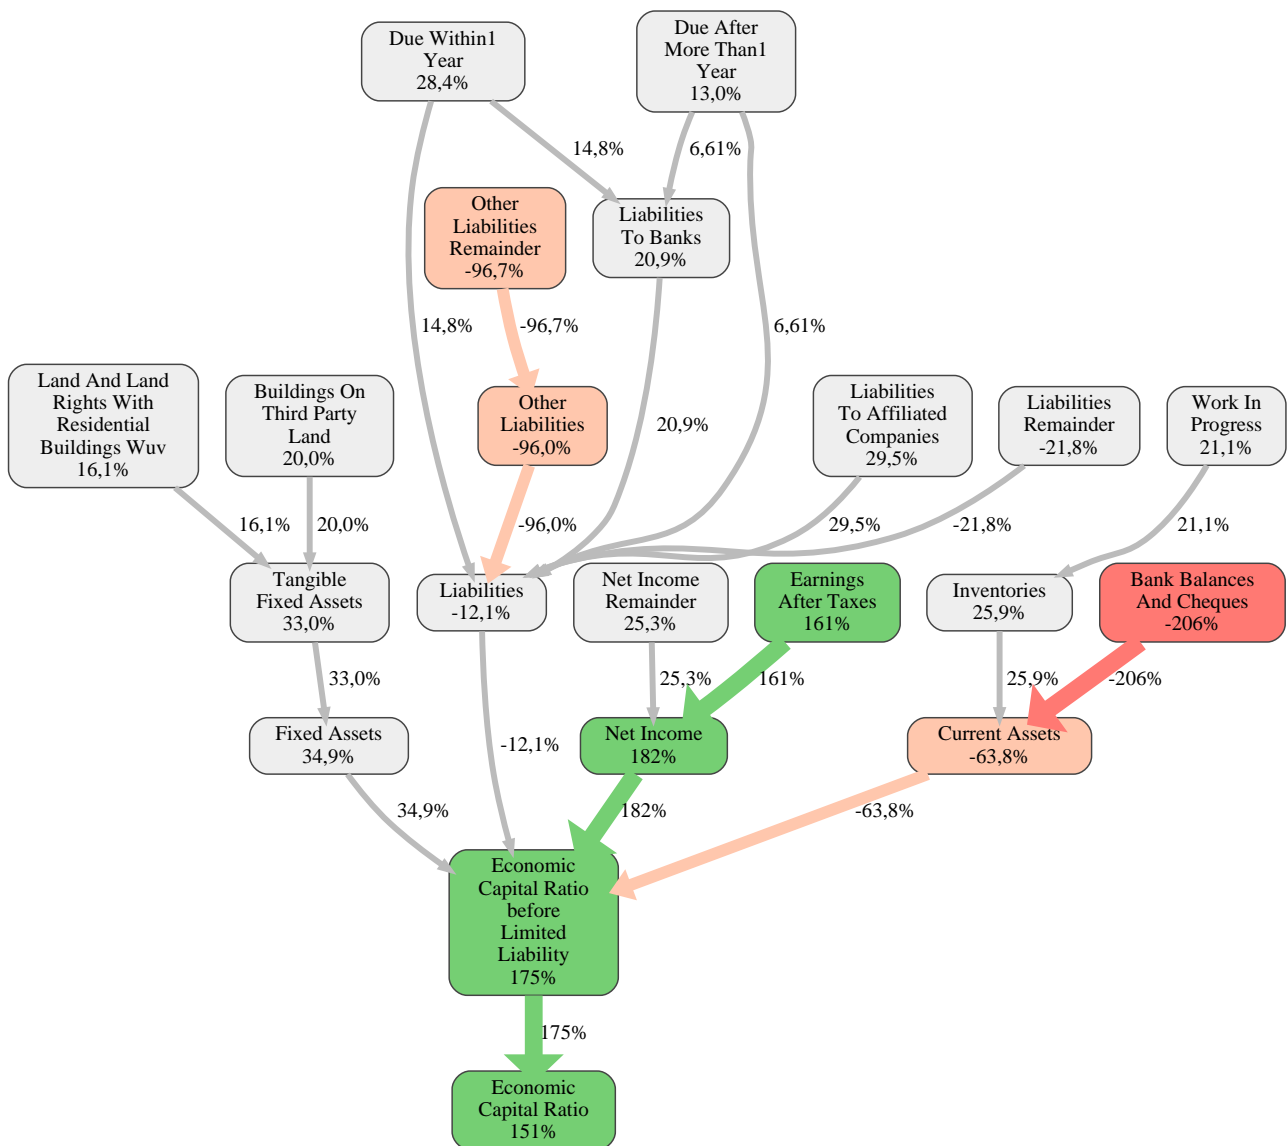 Due Within1
Year
28,4%
Due After
More Than1
Year
13,0%
14,8%
6,61%
Other
Liabilities
Remainder
-96,7%
Liabilities
To Banks
20,9%
14,8%
-96,7%
6,61%
Land And Land
Rights With
Residential
Buildings Wuv
16,1%
Buildings On
Third Party
Land
20,0%
Other
Liabilities
-96,0%
20,9%
Liabilities
To Affiliated
Companies
29,5%
Liabilities
Remainder
-21,8%
Work In
Progress
21,1%
16,1%
20,0%
-96,0%
29,5%
-21,8%
21,1%
Tangible
Fixed Assets
33,0%
Liabilities
-12,1%
Net Income
Remainder
25,3%
Earnings
After Taxes
161%
Inventories
25,9%
Bank Balances
And Cheques
-206%
33,0%
25,3%
161%
25,9%
-206%
Fixed Assets
34,9%
-12,1%
Net Income
182%
Current Assets
-63,8%
34,9%
182%
-63,8%
Economic
Capital Ratio
before
Limited
Liability
175%
175%
Economic
Capital Ratio
151%